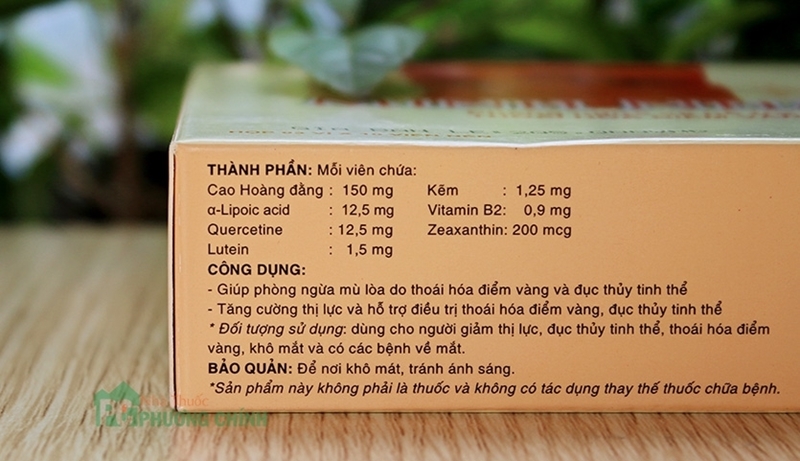 THÀNH PHẦN: Mỗi viên chứa:
Cao Hoàng đằng : 150 mg Kẽm : 1,25 mg
α-Lipoic acid : 12,5 mg Vitamin B2: 0,9 mg
Quercetine : 12,5 mg Zeaxanthin: 200 mcg
Lutein : 1,5 mg
CÔNG DỤNG:
- Giúp phòng ngừa mù lòa do thoái hóa điểm vàng và đục thủy tinh thể
- Tăng cường thị lực và hỗ trợ điều trị thoái hóa điểm vàng, đục thủy tinh thể
* Đối tượng sử dụng: dùng cho người giảm thị lực, đục thủy tinh thể, thoái hóa điểm
vàng, khô mắt và có các bệnh về mắt.
BẢO QUẢN: Để nơi khô mát, tránh ánh sáng.
*Sản phẩm này không phải là thuốc và không có tác dụng thay thế thuốc chữa bệnh.
Thuốc
PHƯƠNG CHÍNH